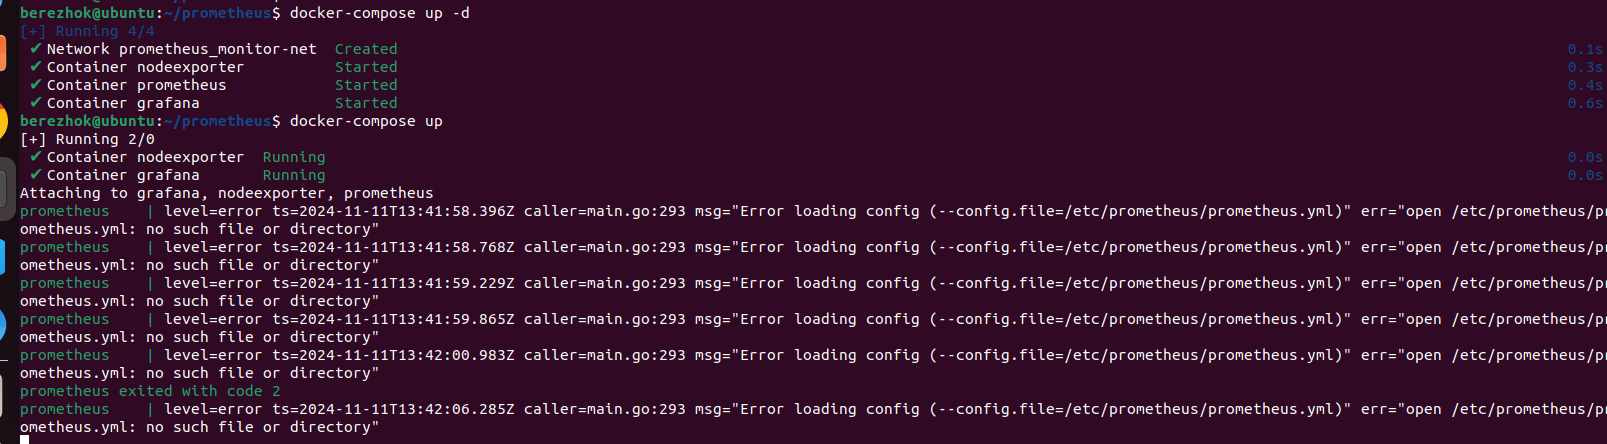 berezhok@ubuntu:~/prometheus$ docker-compose up -d
[+] Running 4/4
✔ Network prometheus_monitor-net  Created 0.1s
✔ Container nodeexporter Started 0.3s
✔ Container prometheus Started 0.4s
✔ Container grafana Started 0.6s
berezhok@ubuntu:~/prometheus$ docker-compose up
[+] Running 2/0
✔ Container nodeexporter  Running 0.0s
✔ Container grafana Running 0.0s
Attaching to grafana, nodeexporter, prometheus
prometheus    | level=error ts=2024-11-11T13:41:58.396Z caller=main.go:293 msg="Error loading config (--config.file=/etc/prometheus/prometheus.yml)" err="open /etc/prometheus/pr
ometheus.yml: no such file or directory"
prometheus    | level=error ts=2024-11-11T13:41:58.768Z caller=main.go:293 msg="Error loading config (--config.file=/etc/prometheus/prometheus.yml)" err="open /etc/prometheus/pr
ometheus.yml: no such file or directory"
prometheus    | level=error ts=2024-11-11T13:41:59.229Z caller=main.go:293 msg="Error loading config (--config.file=/etc/prometheus/prometheus.yml)" err="open /etc/prometheus/pr
ometheus.yml: no such file or directory"
prometheus    | level=error ts=2024-11-11T13:41:59.865Z caller=main.go:293 msg="Error loading config (--config.file=/etc/prometheus/prometheus.yml)" err="open /etc/prometheus/pr
ometheus.yml: no such file or directory"
prometheus    | level=error ts=2024-11-11T13:42:00.983Z caller=main.go:293 msg="Error loading config (--config.file=/etc/prometheus/prometheus.yml)" err="open /etc/prometheus/pr
ometheus.yml: no such file or directory"
prometheus exited with code 2
prometheus    | level=error ts=2024-11-11T13:42:06.285Z caller=main.go:293 msg="Error loading config (--config.file=/etc/prometheus/prometheus.yml)" err="open /etc/prometheus/pr
ometheus.yml: no such file or directory"